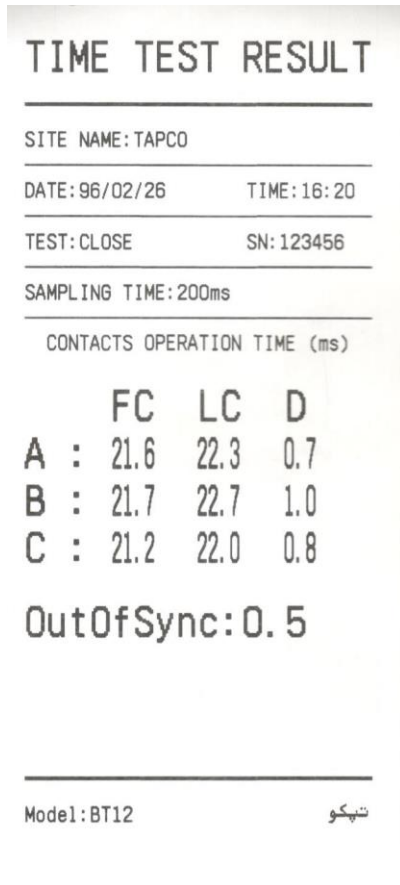 TIME TEST RESULT
SITE NAME:TAPCO
DATE:96/02/26 TIME:16:20
TEST:CLOSE SN:123456
SAMPLING TIME:200ms
CONTACTS OPERATION TIME (ms)
FC LC D
A : 21.6 22.3 0.7
B : 21.7 22.7 1.0
C : 21.2 22.0 0.8
OutOfSync:0.5
Model:BT12 تپکو